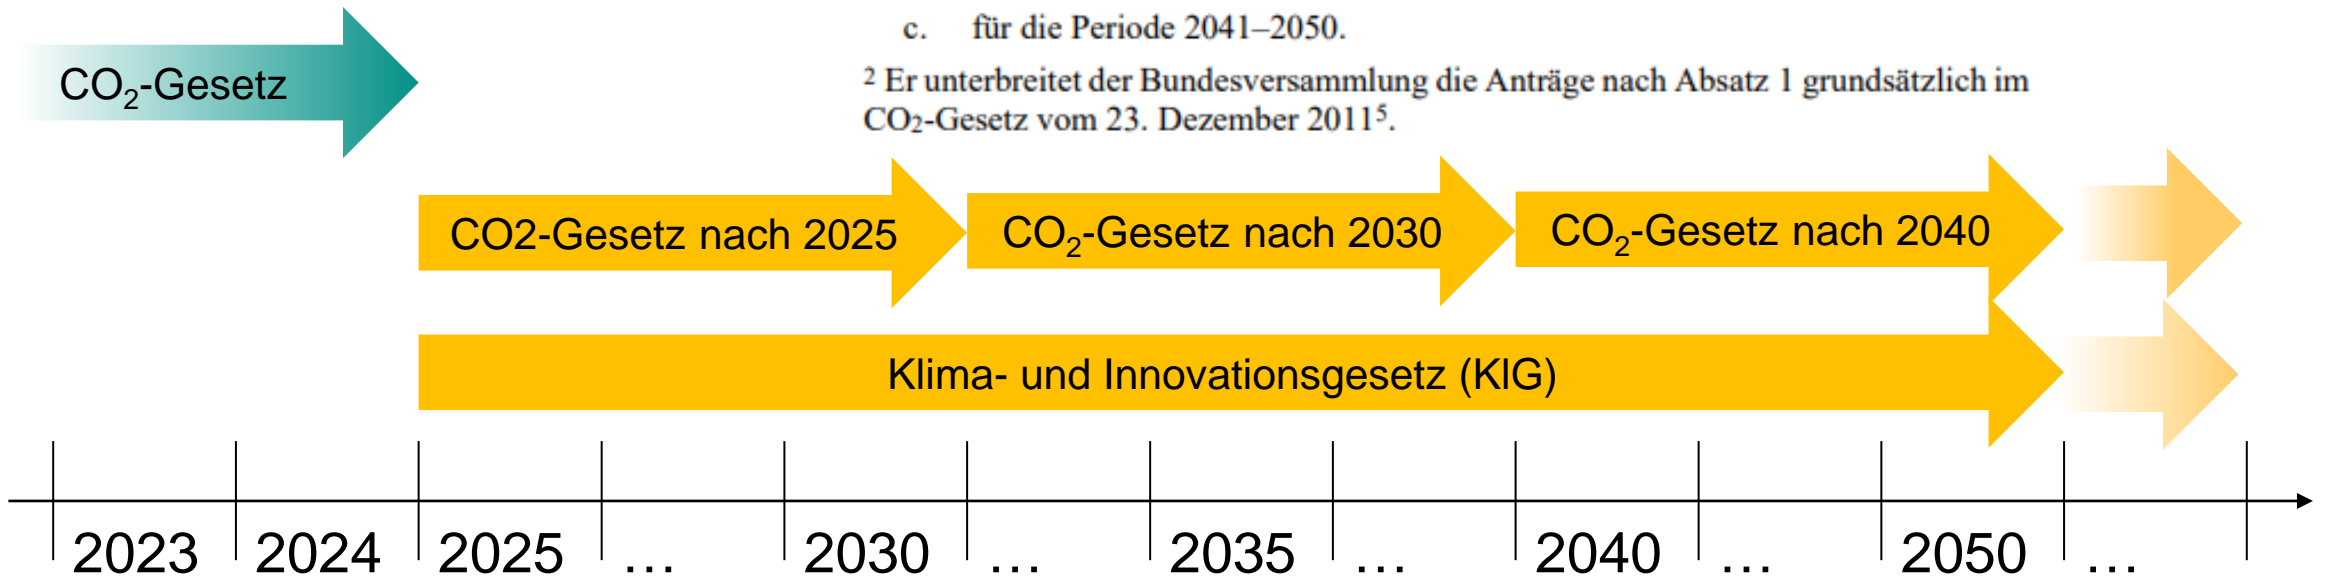 c. für die Periode 2041–2050.
CO₂-Gesetz
² Er unterbreitet der Bundesversammlung die Anträge nach Absatz 1 grundsätzlich im
CO₂-Gesetz vom 23. Dezember 2011⁵.
CO2-Gesetz nach 2025
CO₂-Gesetz nach 2030
CO₂-Gesetz nach 2040
Klima- und Innovationsgesetz (KlG)
2023
2024
2025
...
2030
...
2035
...
2040
...
2050
...